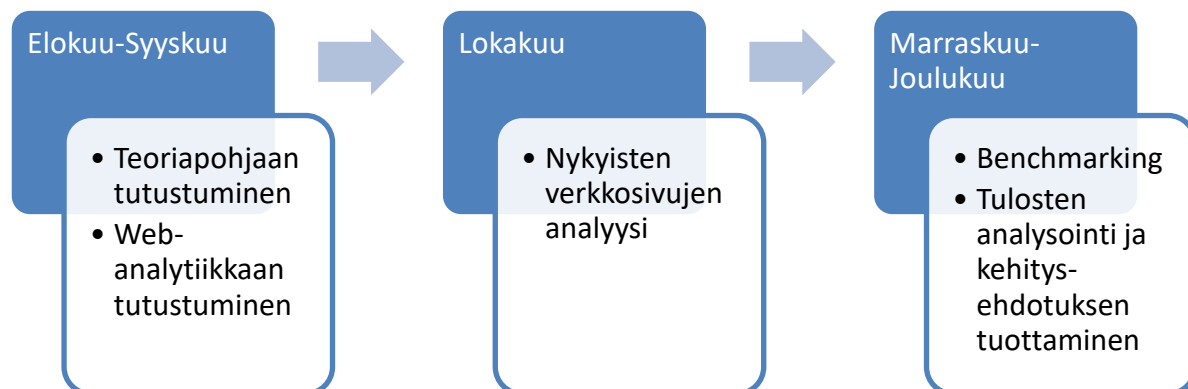 Elokuu-Syyskuu
• Teoriapohjaan
tutustuminen
• Web-
analytiikkaan
tutustuminen
Lokakuu
• Nykyisten
verkkosivujen
analyysi
Marraskuu-
Joulukuu
• Benchmarking
• Tulosten
analysointi ja
kehitys-
ehdotuksen
tuottaminen